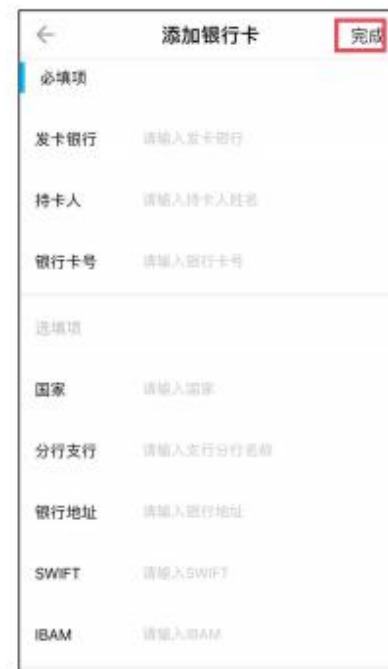 添加银行卡 完成
必填项
发卡银行 请输入发卡银行
持卡人 请输入持卡人姓名
银行卡号 请输入银行卡号
选填项
国家 请输入国家
分行支行 请输入支行分行名称
银行地址 请输入银行地址
SWIFT 请输入SWIFT
IBAM 请输入IBAM